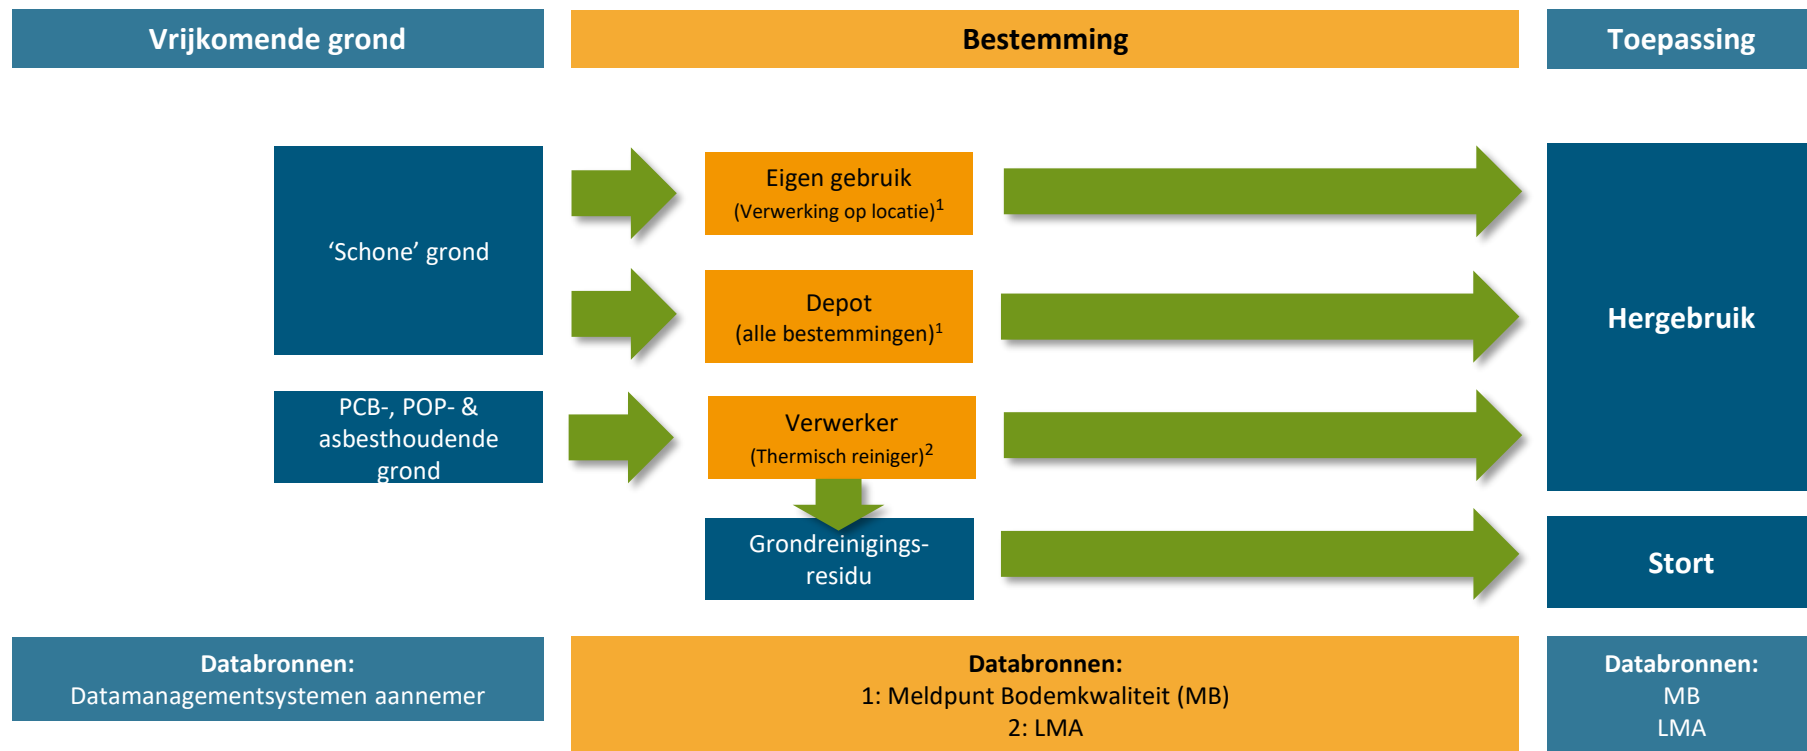 Vrijkomende grond
Bestemming
Toepassing
‘Schone’ grond
Eigen gebruik
(Verwerking op locatie)1
Depot
(alle bestemmingen)1
Hergebruik
PCB-, POP- &
asbesthoudende
grond
Verwerker
(Thermisch reiniger)2
Grondreinigings-
residu
Stort
Databronnen:
Datamanagementsystemen aannemer
Databronnen:
1: Meldpunt Bodemkwaliteit (MB)
2: LMA
Databronnen:
MB
LMA